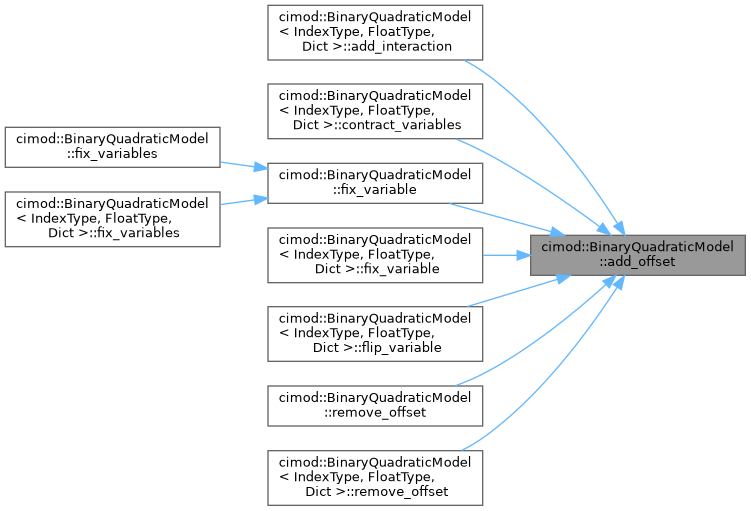 cimod::BinaryQuadraticModel
< IndexType, FloatType,
Dict >::add_interaction
cimod::BinaryQuadraticModel
< IndexType, FloatType,
Dict >::contract_variables
cimod::BinaryQuadraticModel
::fix_variables
cimod::BinaryQuadraticModel
::fix_variable
cimod::BinaryQuadraticModel
< IndexType, FloatType,
Dict >::fix_variables
cimod::BinaryQuadraticModel
< IndexType, FloatType,
Dict >::fix_variable
cimod::BinaryQuadraticModel
::add_offset
cimod::BinaryQuadraticModel
< IndexType, FloatType,
Dict >::flip_variable
cimod::BinaryQuadraticModel
::remove_offset
cimod::BinaryQuadraticModel
< IndexType, FloatType,
Dict >::remove_offset